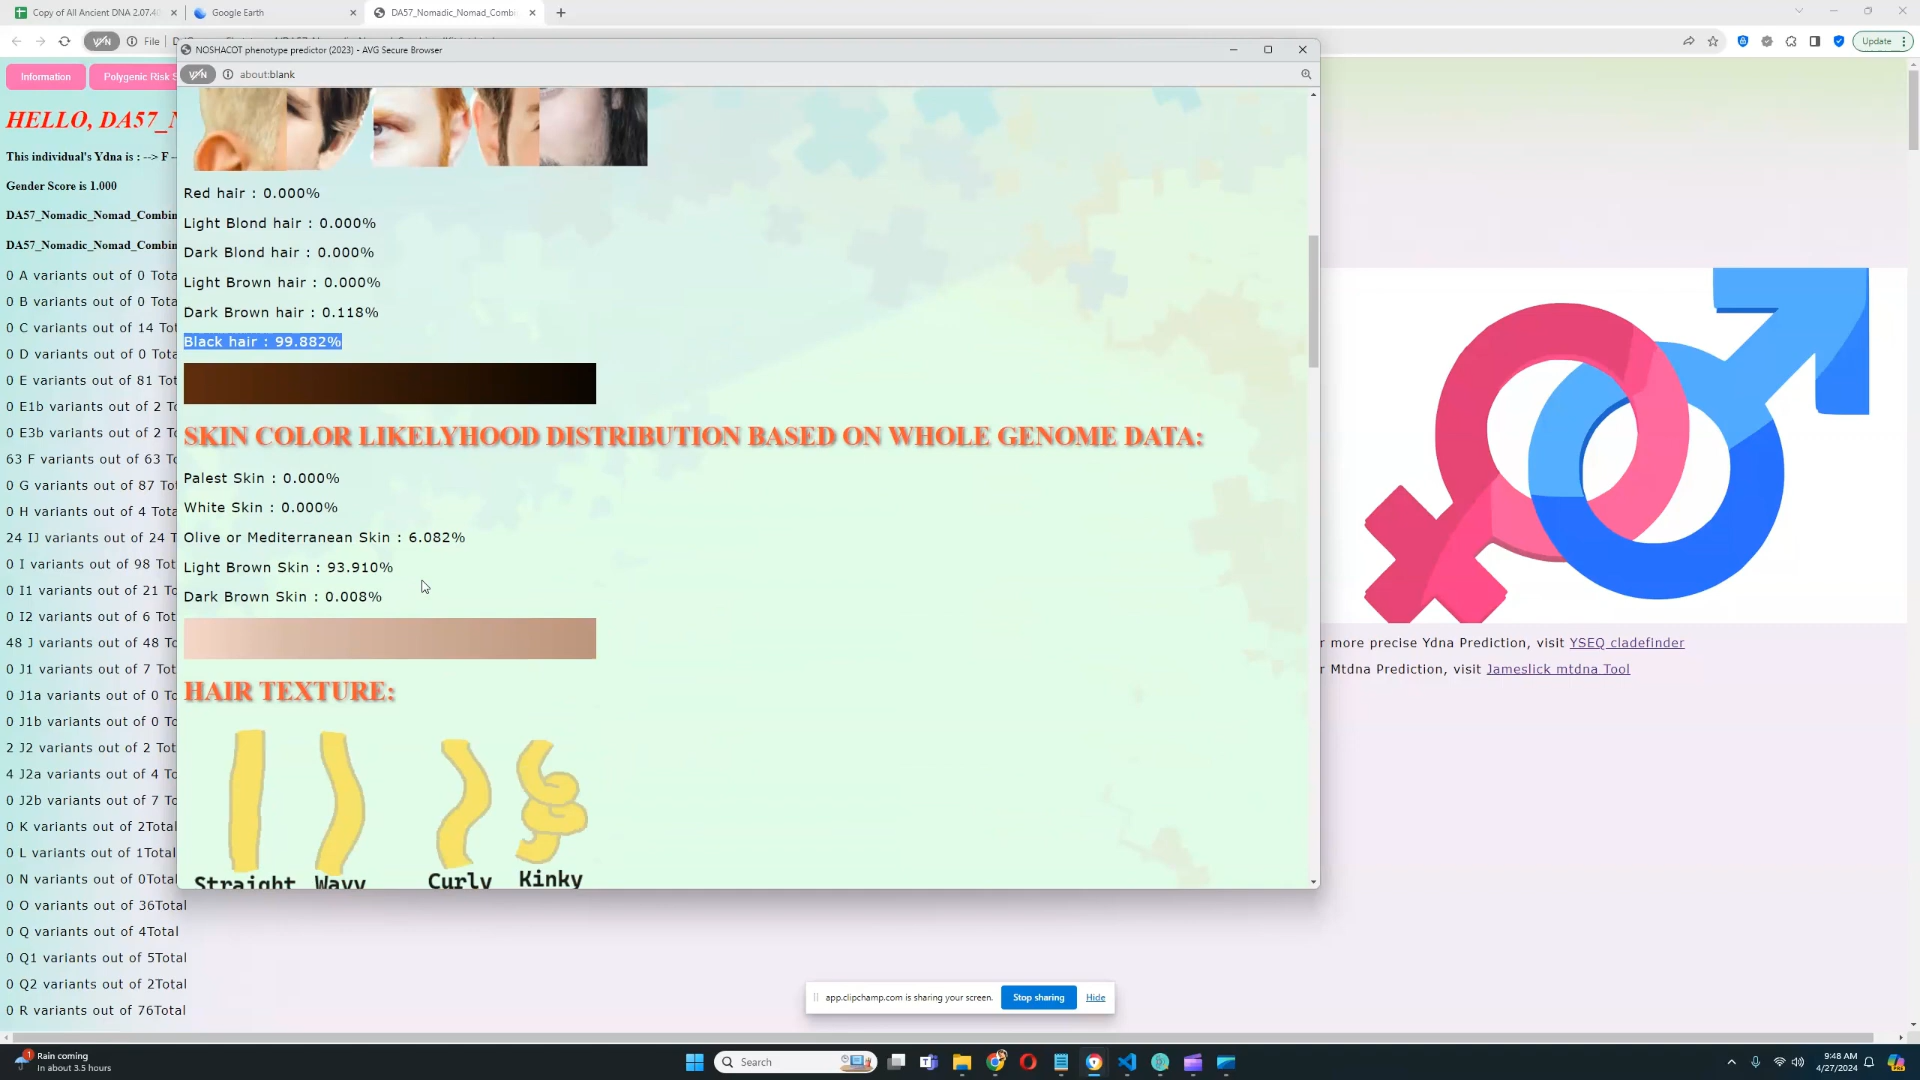 Copy of All Ancient DNA 2.07.40
Google Earth
DA57_Nomadic_Nomad_Combi
VPN
File
Update
NOSHACOT phenotype predictor (2023) - AVG Secure Browser
VPN
about:blank
Information
Polygenic Risk S
HELLO, DA57_N
This individual's Ydna is : --> F --
Gender Score is 1.000
DA57_Nomadic_Nomad_Combin
DA57_Nomadic_Nomad_Combin
0 A variants out of 0 Tota
0 B variants out of 0 Tota
0 C variants out of 14 Tot
0 D variants out of 0 Tota
0 E variants out of 81 Tot
0 E1b variants out of 2 To
0 E3b variants out of 2 To
63 F variants out of 63 To
0 G variants out of 87 Tot
0 H variants out of 4 Tota
24 IJ variants out of 24 T
0 I variants out of 98 Tot
0 I1 variants out of 21 To
0 I2 variants out of 6 Tot
48 J variants out of 48 To
0 J1 variants out of 7 Tot
0 J1a variants out of 0 To
0 J1b variants out of 0 To
2 J2 variants out of 2 Tot
4 J2a variants out of 4 To
0 J2b variants out of 7 To
0 K variants out of 2Total
0 L variants out of 1Total
0 N variants out of 0Total
0 O variants out of 36Total
0 Q variants out of 4Total
0 Q1 variants out of 5Total
0 Q2 variants out of 2Total
0 R variants out of 76Total
Red hair : 0.000%
Light Blond hair : 0.000%
Dark Blond hair : 0.000%
Light Brown hair : 0.000%
Dark Brown hair : 0.118%
Black hair : 99.882%
SKIN COLOR LIKELYHOOD DISTRIBUTION BASED ON WHOLE GENOME DATA:
Palest Skin : 0.000%
White Skin : 0.000%
Olive or Mediterranean Skin : 6.082%
Light Brown Skin : 93.910%
Dark Brown Skin : 0.008%
HAIR TEXTURE:
Straight Wavy Curly Kinky
r more precise Ydna Prediction, visit YSEQ cladefinder
r Mtdna Prediction, visit Jameslick mtdna Tool
app.clipchamp.com is sharing your screen.
Stop sharing
Hide
1
Rain coming
In about 3.5 hours
Search
9:48 AM
4/27/2024